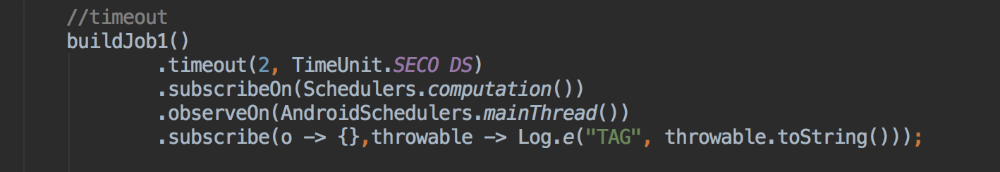 //timeout
buildJob1()
.timeout(2, TimeUnit.SECO DS)
.subscribeOn(Schedulers.computation())
.observeOn(AndroidSchedulers.mainThread())
.subscribe(o -> {},throwable -> Log.e("TAG", throwable.toString()));